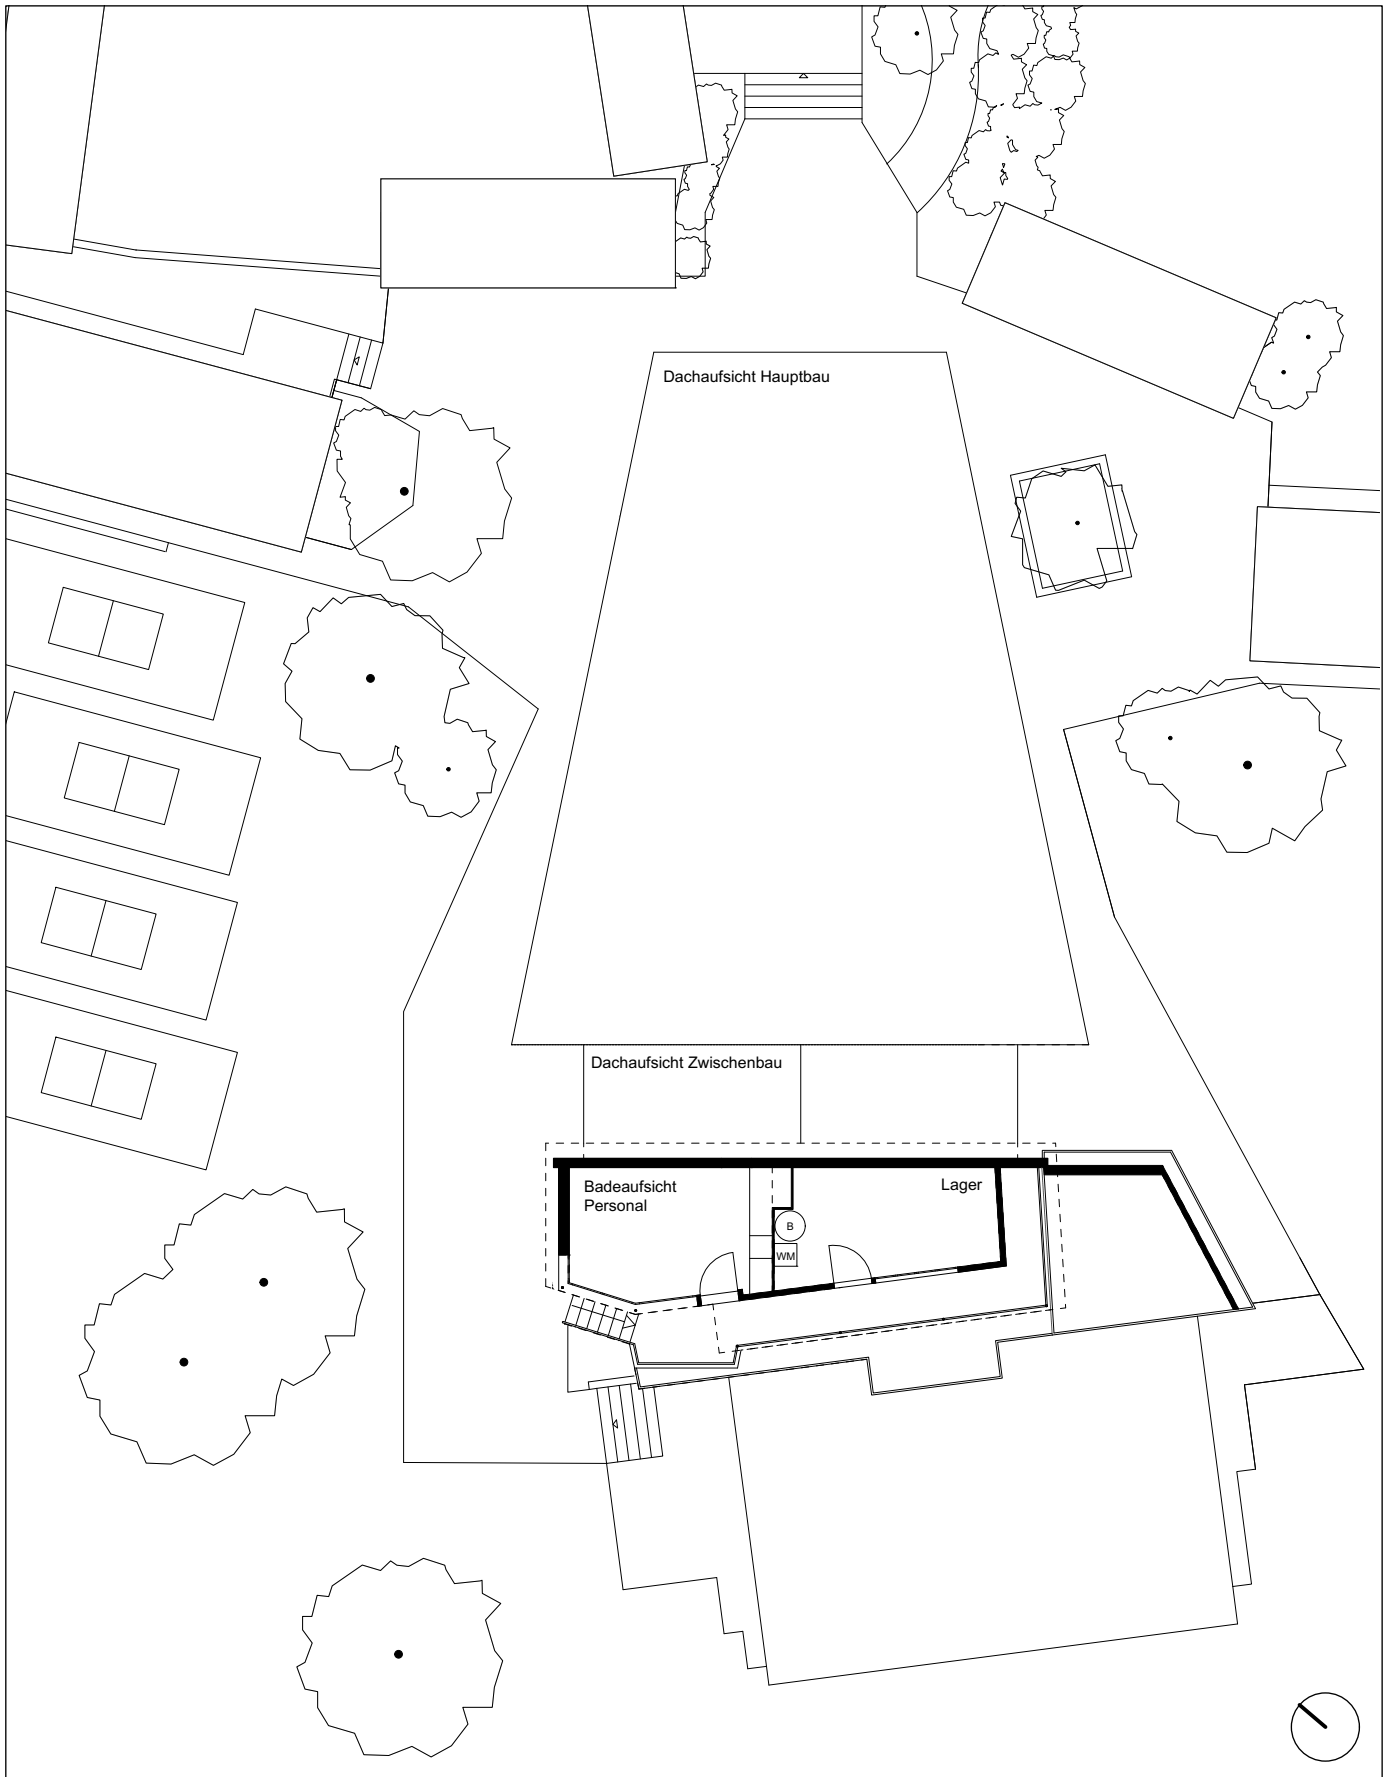 Dachaufsicht Hauptbau
Dachaufsicht Zwischenbau
Badeaufsicht
Personal
Lager
B
WM